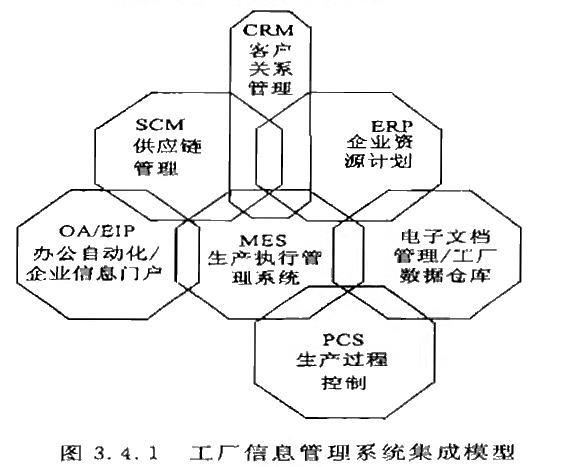 CRM
客户
关系
管理
SCM
供应链
管理
ERP
企业资
源计划
OA/EIP
办公自动化/
企业信息门户
MES
生产执行管
理系统
电子文档
管理/工厂
数据仓库
PCS
生产过程
控制
图 3.4.1 工厂信息管理系统集成模型